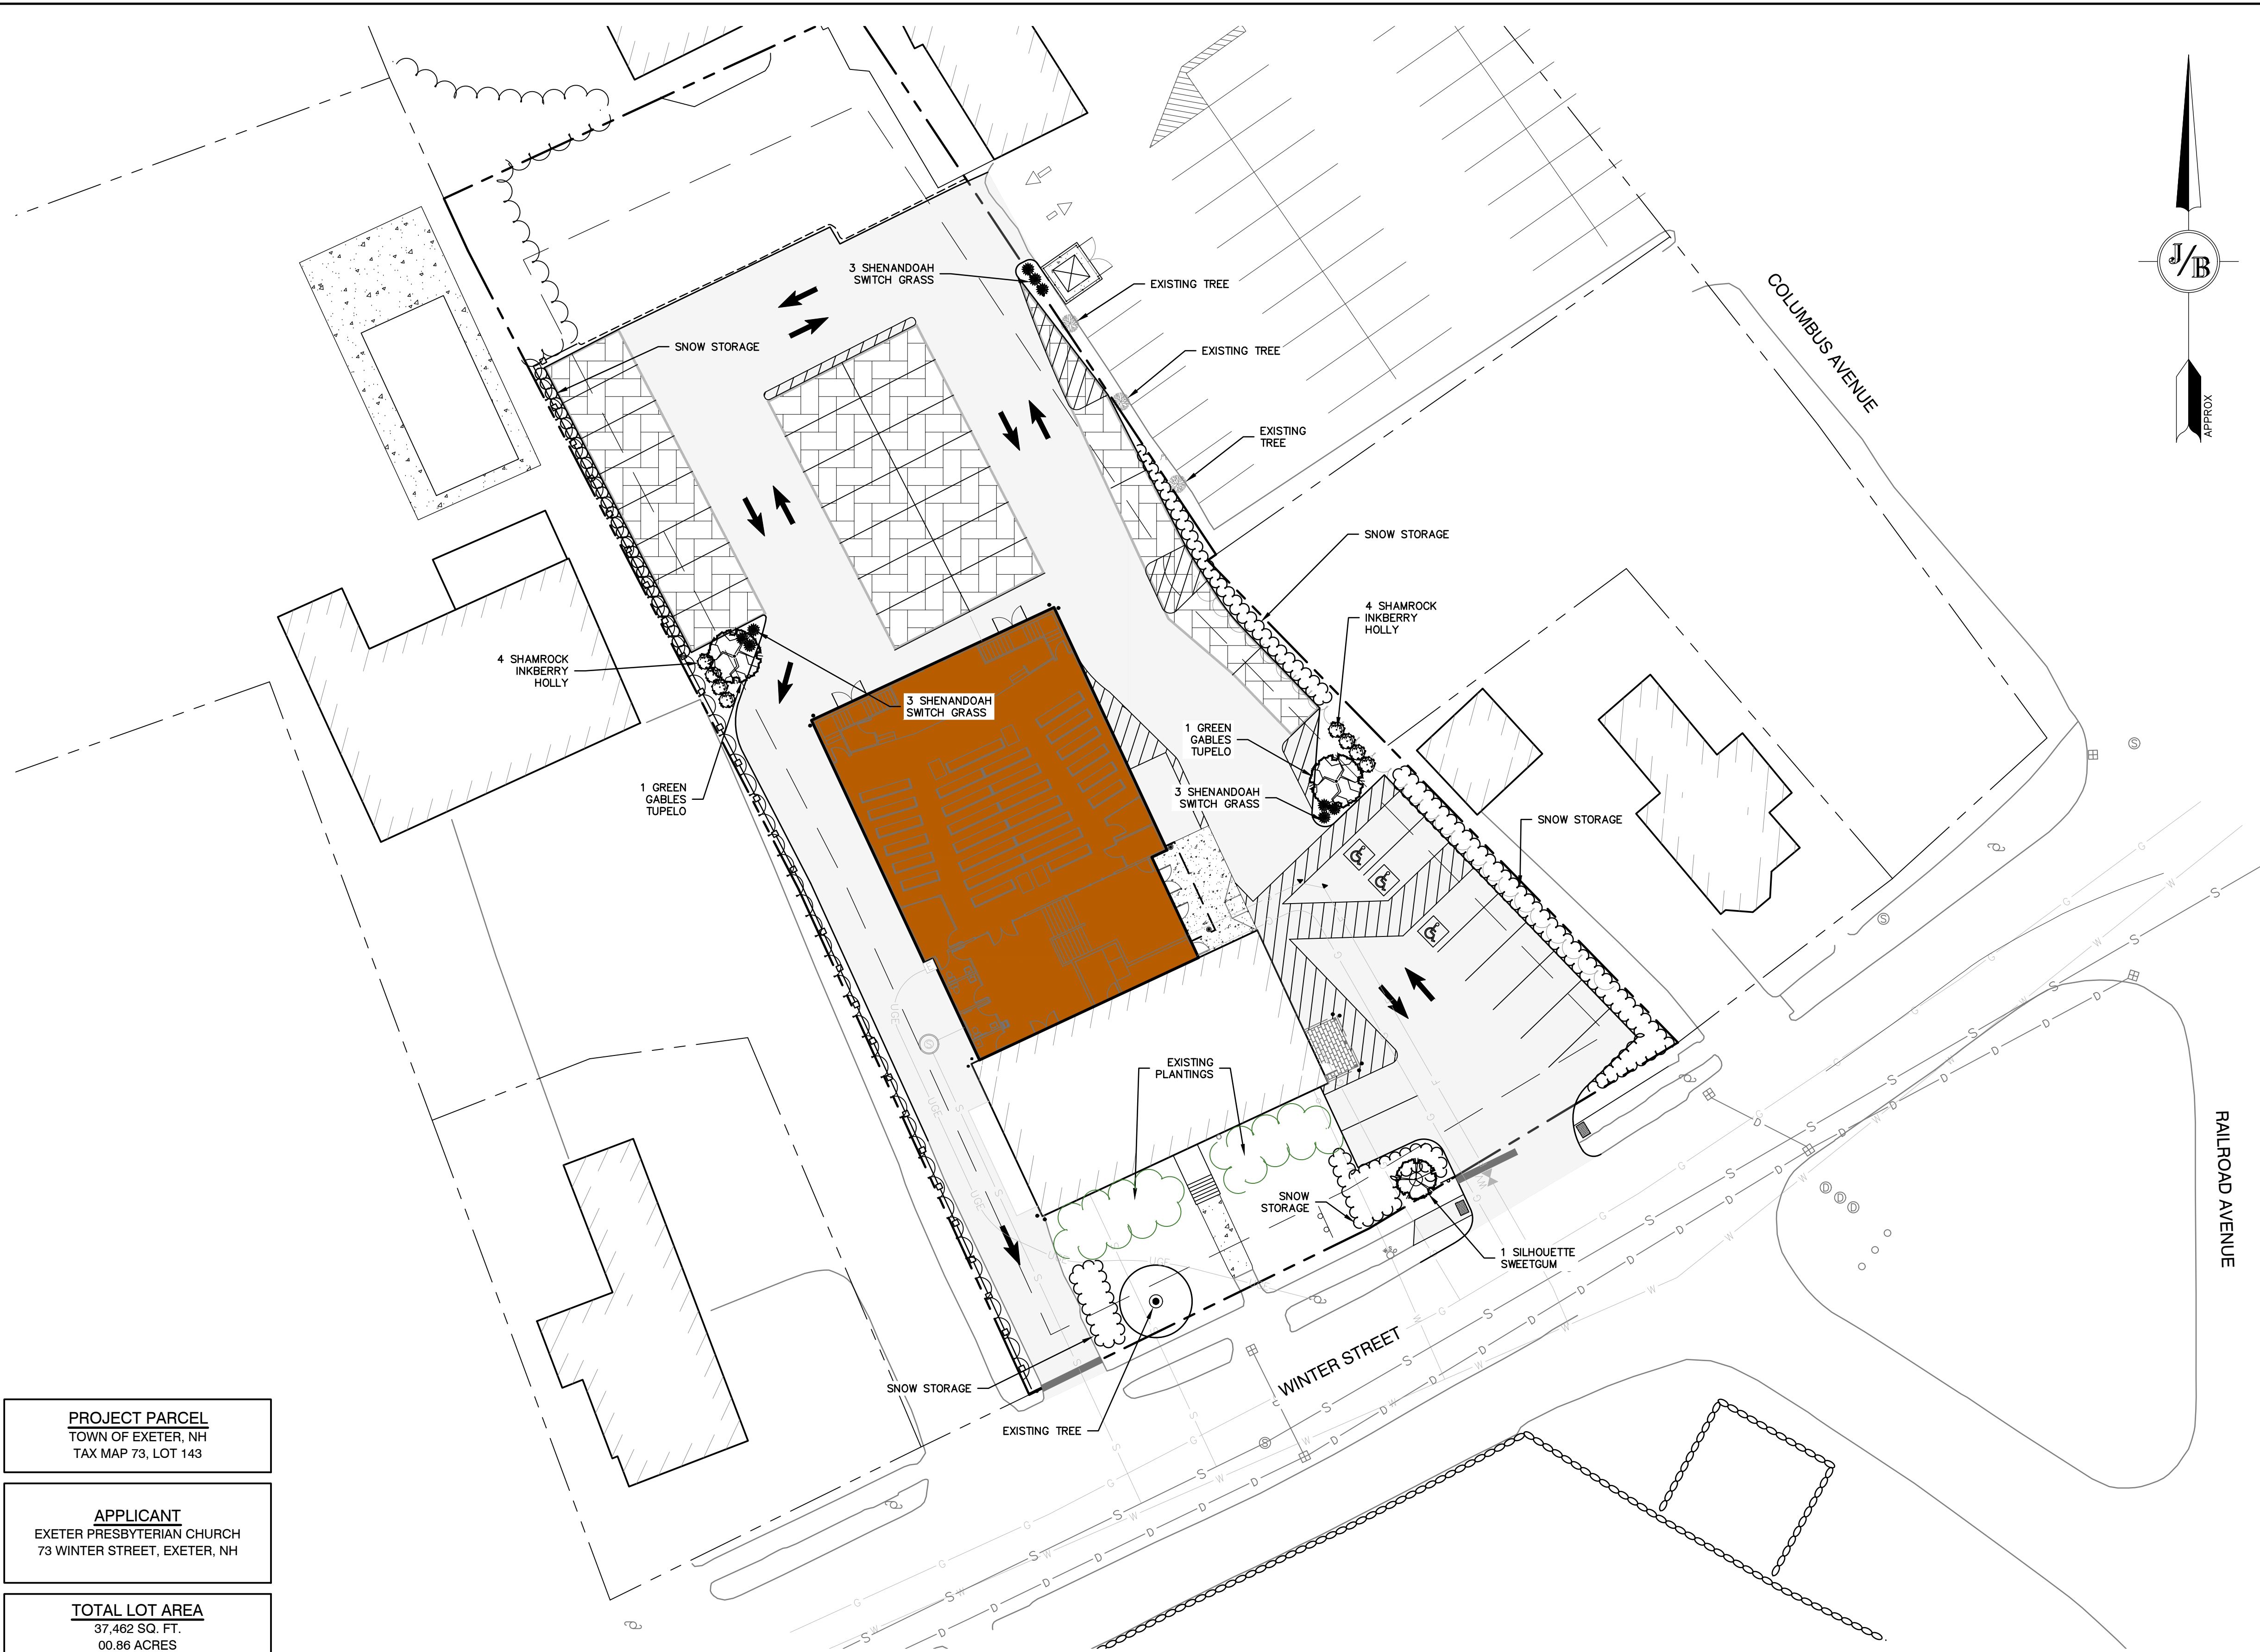 3 SHENANDOAH
SWITCH GRASS
EXISTING TREE
SNOW STORAGE
EXISTING TREE
EXISTING
TREE
COLUMBUS AVENUE
J/B
APPROX
SNOW STORAGE
4 SHAMROCK
INKBERRY
HOLLY
4 SHAMROCK
INKBERRY
HOLLY
3 SHENANDOAH
SWITCH GRASS
1 GREEN
GABLES
TUPELO
1 GREEN
GABLES
TUPELO
3 SHENANDOAH
SWITCH GRASS
SNOW STORAGE
UGE
UGE
UGE
EXISTING
PLANTINGS
SNOW
STORAGE
UGE
1 SILHOUETTE
SWEETGUM
RAILROAD AVENUE
WINTER STREET
SNOW STORAGE
EXISTING TREE
PROJECT PARCEL
TOWN OF EXETER, NH
TAX MAP 73, LOT 143
APPLICANT
EXETER PRESBYTERIAN CHURCH
73 WINTER STREET, EXETER, NH
TOTAL LOT AREA
37,462 SQ. FT.
00.86 ACRES